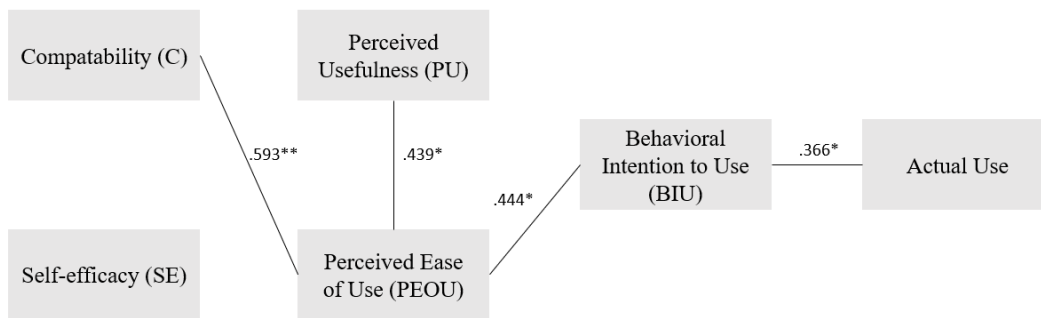 Compatability (C)
Perceived
Usefulness (PU)
.593**
.439*
Behavioral
Intention to Use
(BIU)
.366*
Actual Use
.444*
Self-efficacy (SE)
Perceived Ease
of Use (PEOU)